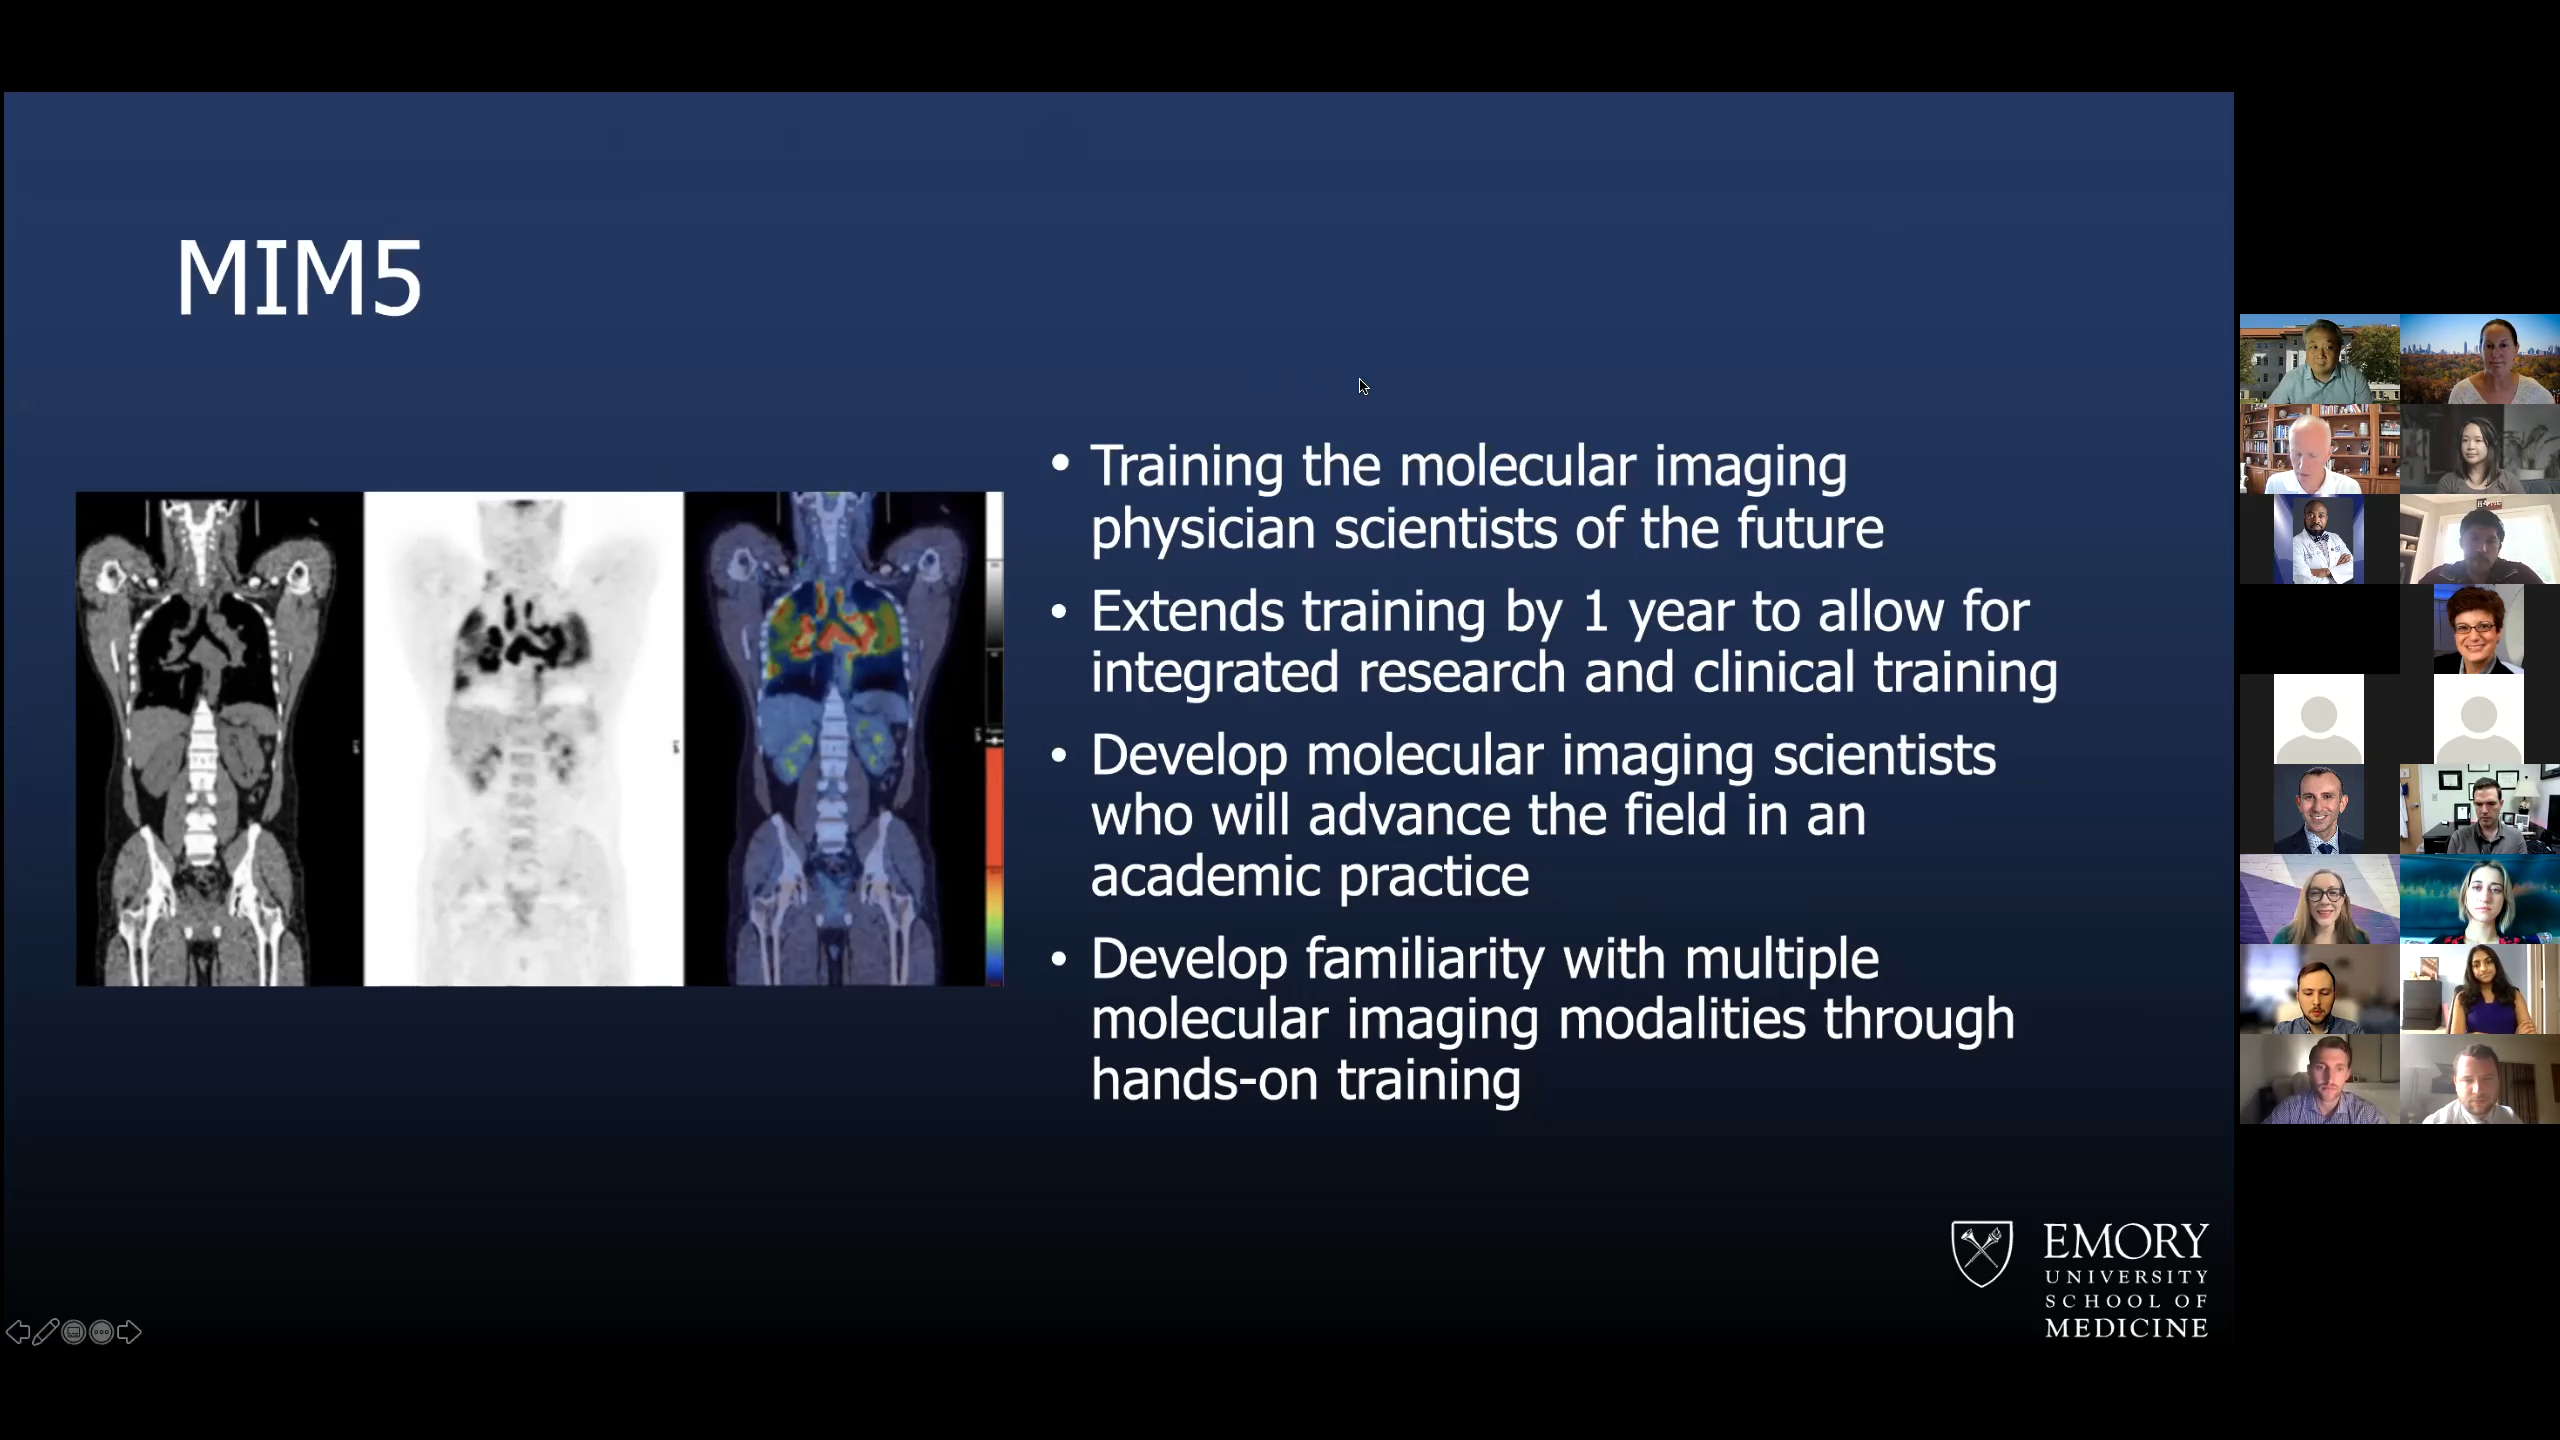 MIM5
• Training the molecular imaging
physician scientists of the future
• Extends training by 1 year to allow for
integrated research and clinical training
• Develop molecular imaging scientists
who will advance the field in an
academic practice
• Develop familiarity with multiple
molecular imaging modalities through
hands-on training
EMORY
UNIVERSITY
SCHOOL OF
MEDICINE